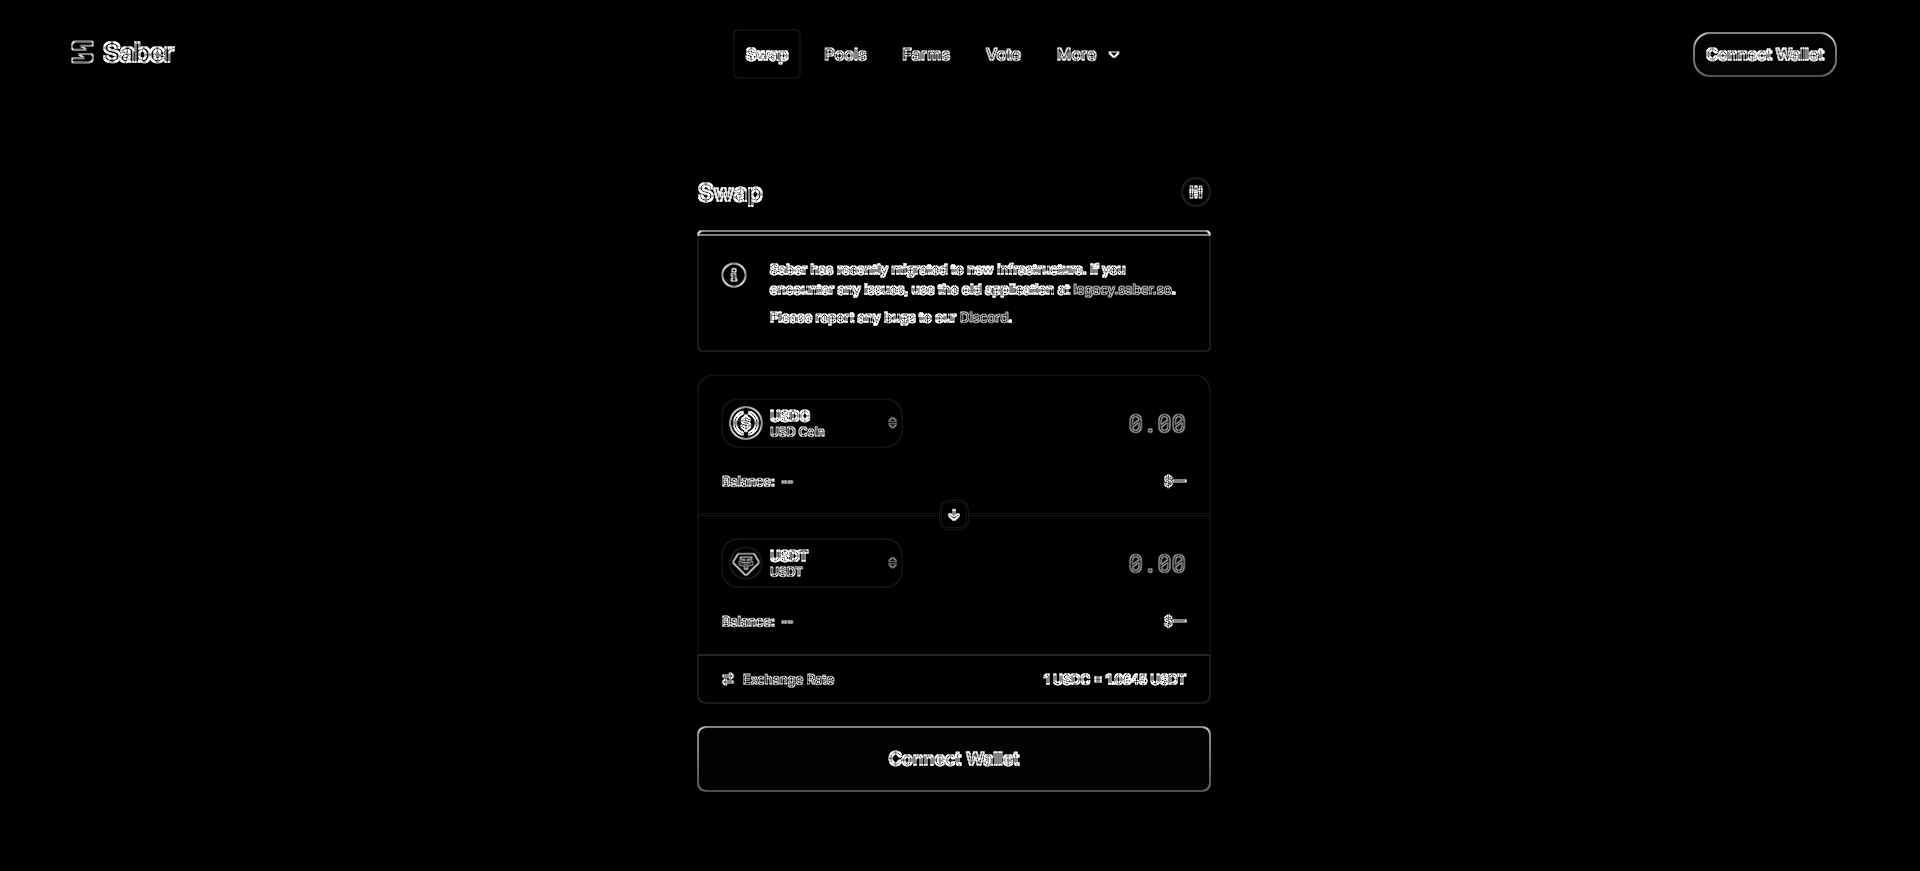 Saber
Swap
Pools
Farms
Vote
More
Connect Wallet
Swap
Saber has recently migrated to new infrastructure. If you
encounter any issues, use the old application at legacy.saber.so.
Please report any bugs to our Discord.
USDC
USD Coin
0.00
Balance: --
$—
USDT
USDT
0.00
Balance: --
$—
Exchange Rate
1 USDC = USDT
Connect Wallet